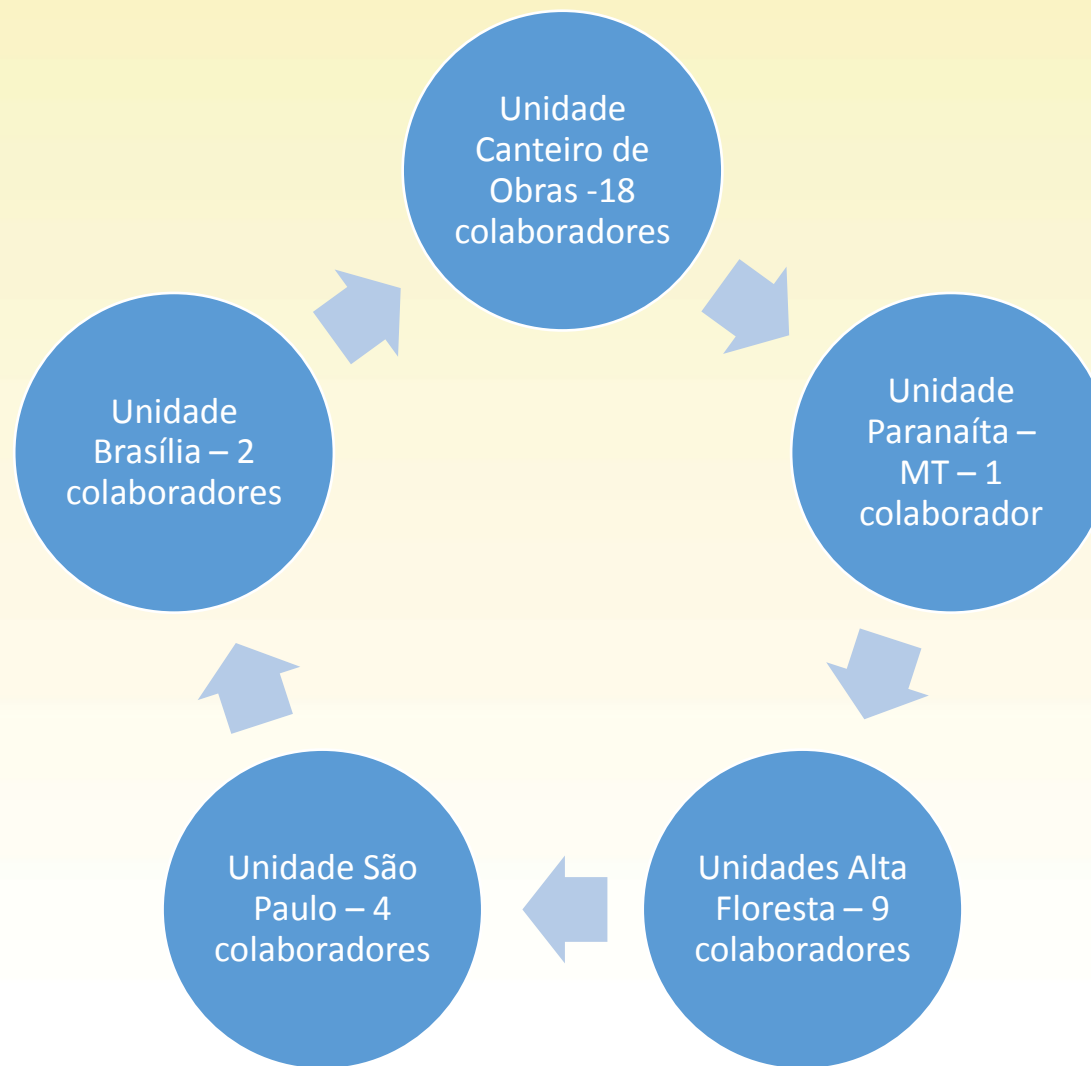 Unidade
Canteiro de
Obras -18
colaboradores
Unidade
Paranaíta –
MT – 1
colaborador
Unidades Alta
Floresta – 9
colaboradores
Unidade São
Paulo – 4
colaboradores
Unidade
Brasília – 2
colaboradores